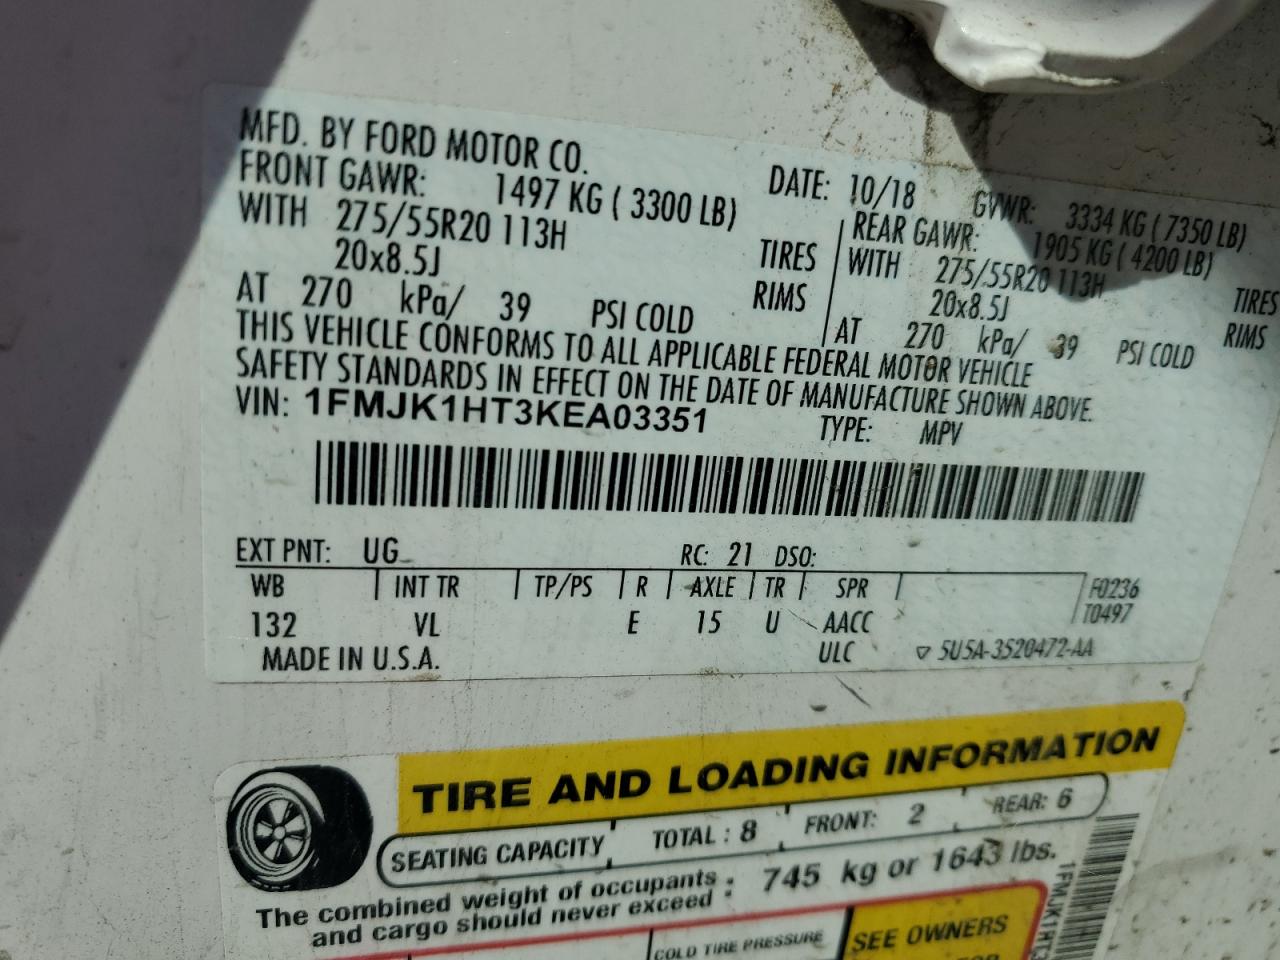 MFD. BY FORD MOTOR CO.
DATE: 10/18 GVWR: 3334 KG ( 7350 LB)
FRONT GAWR: 1497 KG ( 3300 LB)
REAR GAWR: 1905 KG ( 4200 LB)
WITH 275/55R20 113H TIRES
WITH 275/55R20 113H TIRES
20x8.5J RIMS
20x8.5J RIMS
AT 270 kPa/ 39 PSI COLD
AT 270 kPa/ 39 PSI COLD
THIS VEHICLE CONFORMS TO ALL APPLICABLE FEDERAL MOTOR VEHICLE
SAFETY STANDARDS IN EFFECT ON THE DATE OF MANUFACTURE SHOWN ABOVE.
VIN: 1FMJK1HT3KEA03351 TYPE: MPV
EXT PNT: UG RC: 21 DSO:
WB INT TR TP/PS R AXLE TR SPR F0236
T0497
132 VL E 15 U AACC
MADE IN U.S.A. ULC ▽ 5U5A-3520472-AA
TIRE AND LOADING INFORMATION
SEATING CAPACITY TOTAL : 8 FRONT: 2 REAR: 6
The combined weight of occupants : 745 kg or 1643 lbs.
and cargo should never exceed :
COLD TIRE PRESSURE
SEE OWNERS